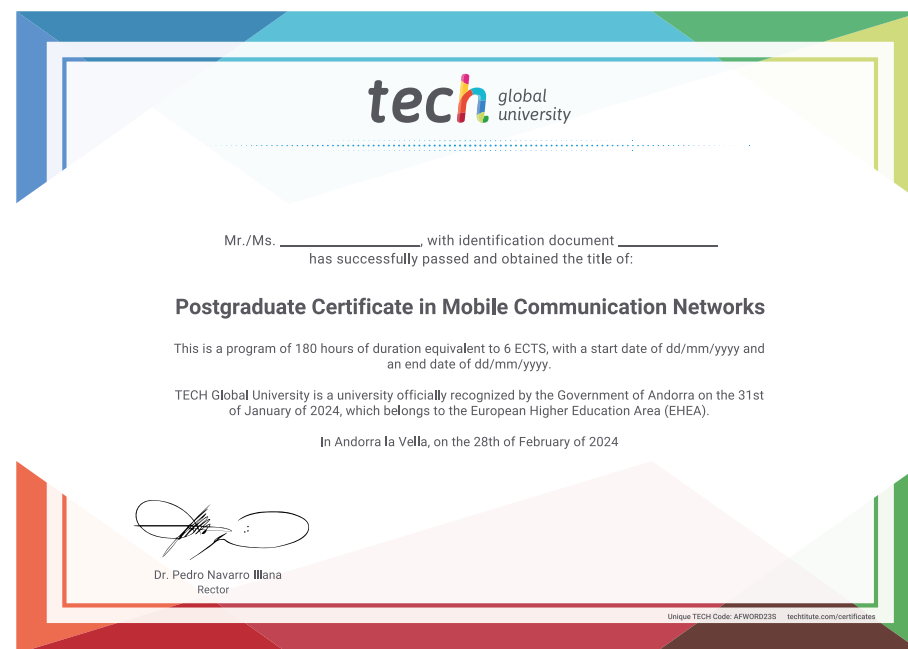 tech global
university
Mr./Ms. ____________________, with identification document ______________
has successfully passed and obtained the title of:
Postgraduate Certificate in Mobile Communication Networks
This is a program of 180 hours of duration equivalent to 6 ECTS, with a start date of dd/mm/yyyy and
an end date of dd/mm/yyyy.
TECH Global University is a university officially recognized by the Government of Andorra on the 31st
of January of 2024, which belongs to the European Higher Education Area (EHEA).
In Andorra la Vella, on the 28th of February of 2024
Dr. Pedro Navarro Illana
Rector
Unique TECH Code: AFWORD23S techtitute.com/certificates